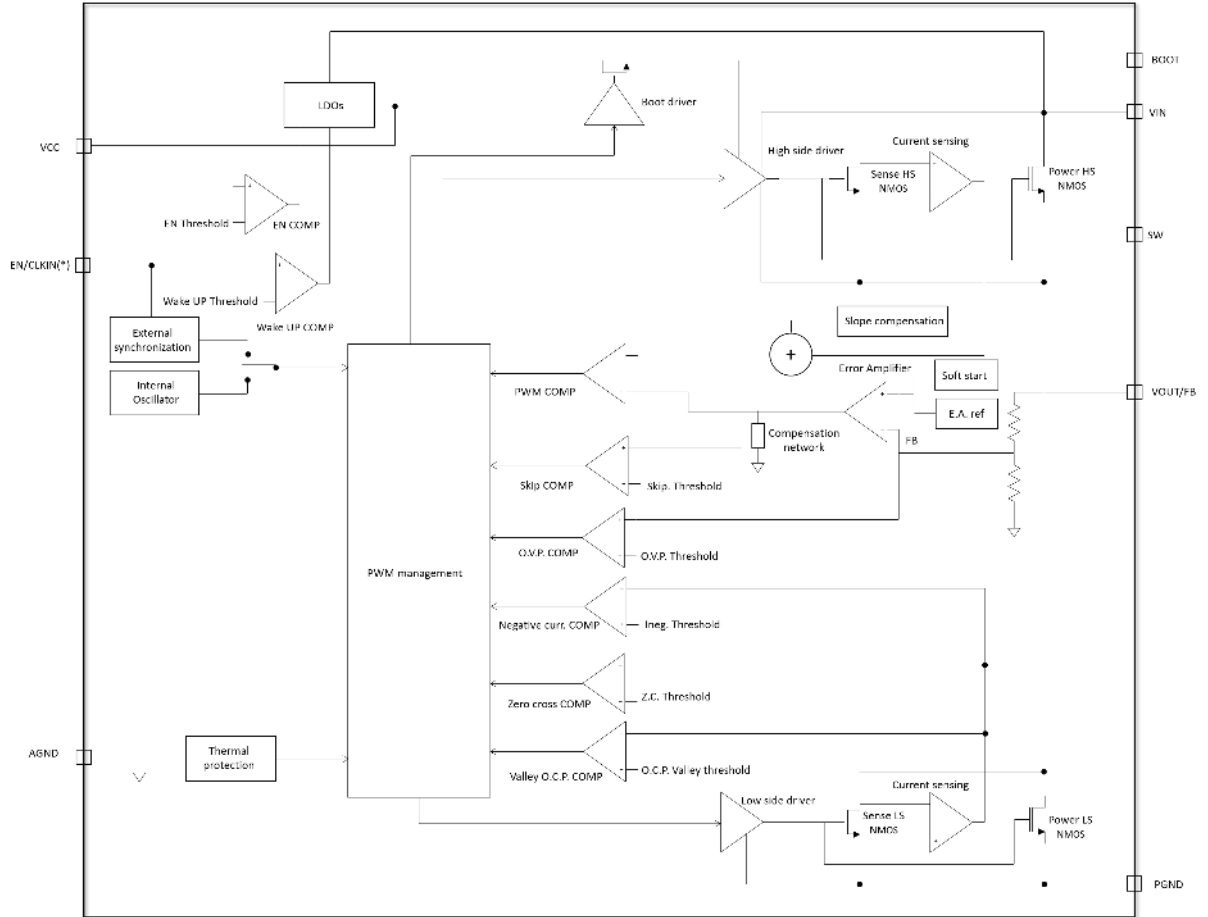 BOOT
LDOs
Boot driver
VIN
VCC
High side driver
Current sensing
Sense HS
NMOS
Power HS
NMOS
EN Threshold
EN COMP
SW
EN/CLKIN(*)
Wake UP Threshold
Wake UP COMP
External
synchronization
Slope compensation
+
Internal
Oscillator
PWM COMP
Error Amplifier
Soft start
VOUT/FB
E.A. ref
Compensation
network
FB
Skip COMP
Skip. Threshold
O.V.P. COMP
O.V.P. Threshold
PWM management
Negative curr. COMP
Ineg. Threshold
Zero cross COMP
Z.C. Threshold
AGND
Thermal
protection
Valley O.C.P. COMP
O.C.P. Valley threshold
Current sensing
Low side driver
Sense LS
NMOS
Power LS
NMOS
PGND